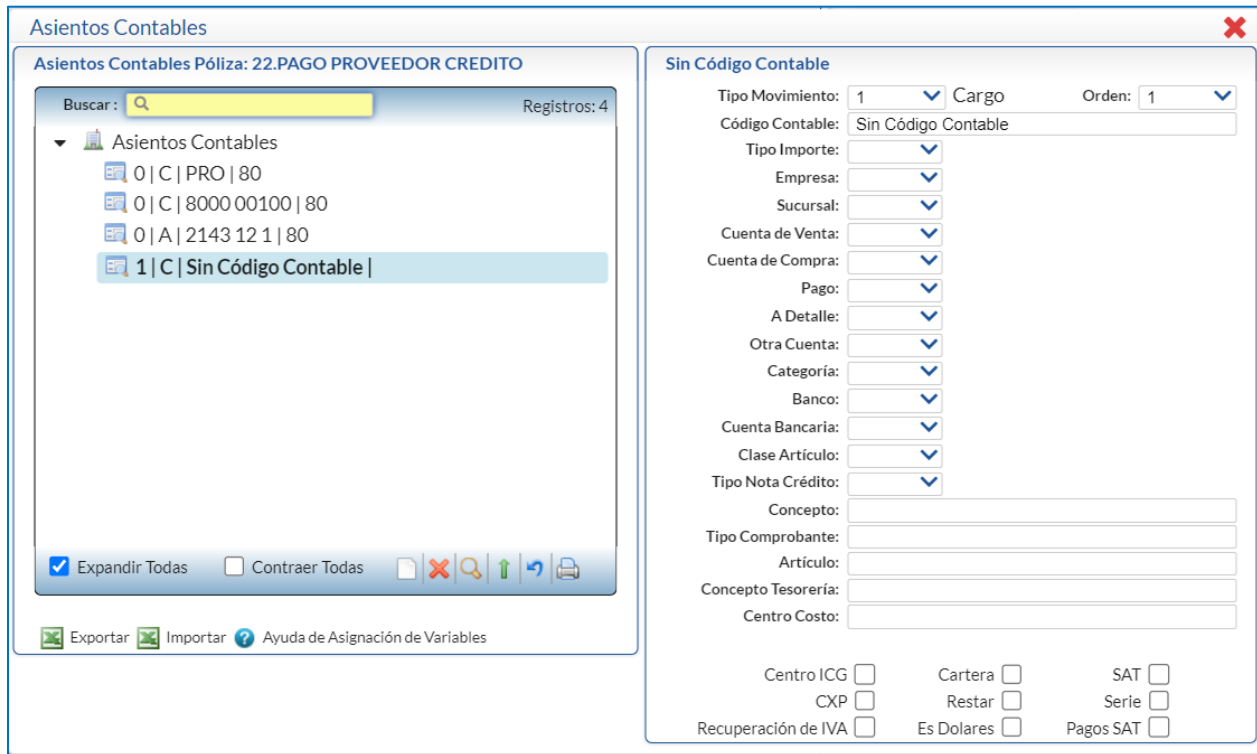 Asientos Contables
Asientos Contables Póliza: 22.PAGO PROVEEDOR CREDITO
Buscar :
Registros: 4
Asientos Contables
0 | C | PRO | 80
0 | C | 8000 00100 | 80
0 | A | 2143 12 1 | 80
1 | C | Sin Código Contable |
Expandir Todas Contraer Todas
Exportar Importar Ayuda de Asignación de Variables
Sin Código Contable
Tipo Movimiento: 1 Cargo Orden: 1
Código Contable: Sin Código Contable
Tipo Importe:
Empresa:
Sucursal:
Cuenta de Venta:
Cuenta de Compra:
Pago:
A Detalle:
Otra Cuenta:
Categoría:
Banco:
Cuenta Bancaria:
Clase Artículo:
Tipo Nota Crédito:
Concepto:
Tipo Comprobante:
Artículo:
Concepto Tesorería:
Centro Costo:
Centro ICG Cartera SAT
CXP Restar Serie
Recuperación de IVA Es Dolares Pagos SAT